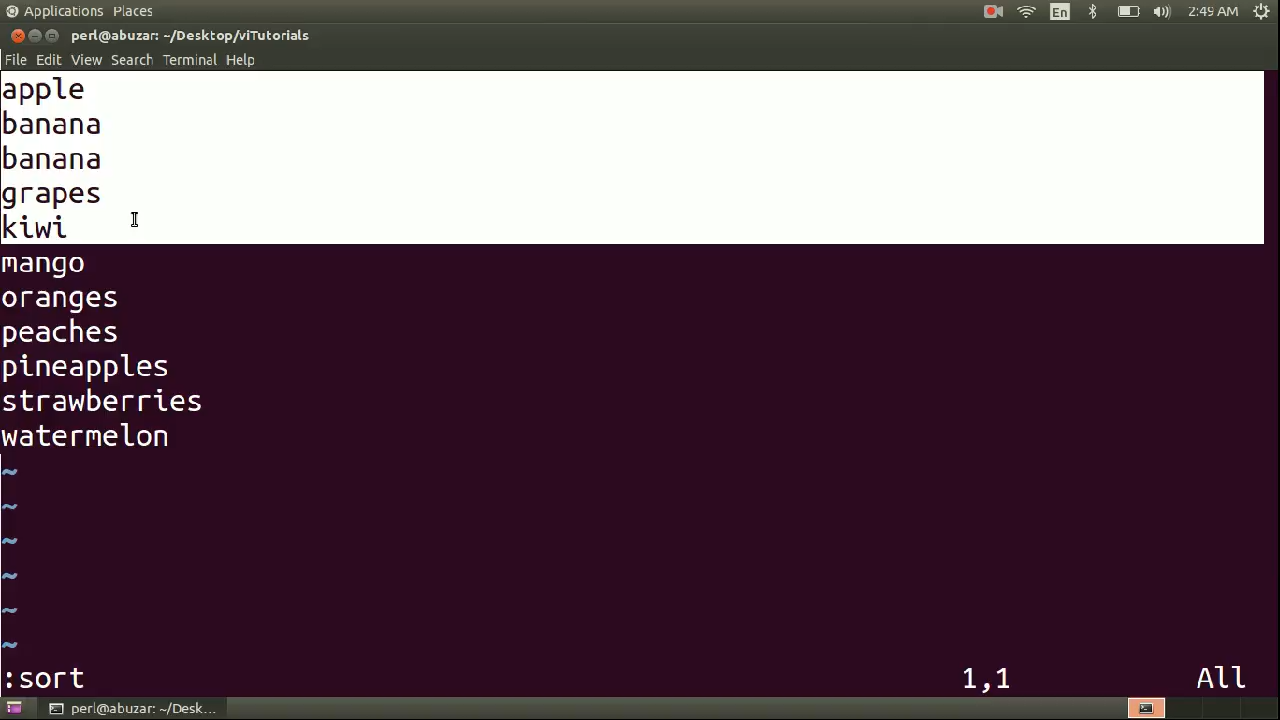 Applications Places En 2:49 AM
perl@abuzar: ~/Desktop/viTutorials
File Edit View Search Terminal Help
apple
banana
banana
grapes
kiwi
mango
oranges
peaches
pineapples
strawberries
watermelon
~
~
~
~
~
~
:sort 1,1 All
perl@abuzar: ~/Desk...